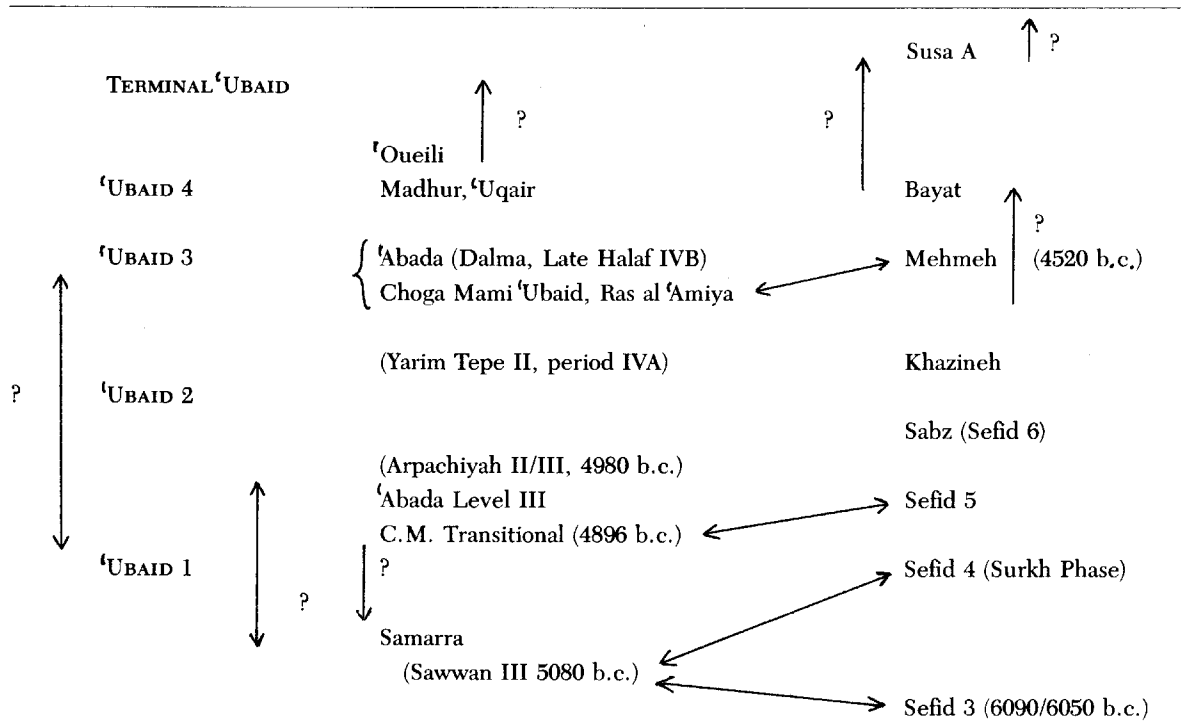 Susa A ?
TERMINAL ʿUBAID
? ?
ʿOueili
ʿUBAID 4 Madhur, ʿUqair Bayat
?
ʿUBAID 3 ʿAbada (Dalma, Late Halaf IVB) Mehmeh (4520 b.c.)
Choga Mami ʿUbaid, Ras al ʿAmiya
(Yarim Tepe II, period IVA) Khazineh
? ʿUBAID 2
Sabz (Sefid 6)
(Arpachiyah II/III, 4980 b.c.)
ʿAbada Level III Sefid 5
C.M. Transitional (4896 b.c.)
ʿUBAID 1 ? Sefid 4 (Surkh Phase)
?
Samarra
(Sawwan III 5080 b.c.)
Sefid 3 (6090/6050 b.c.)